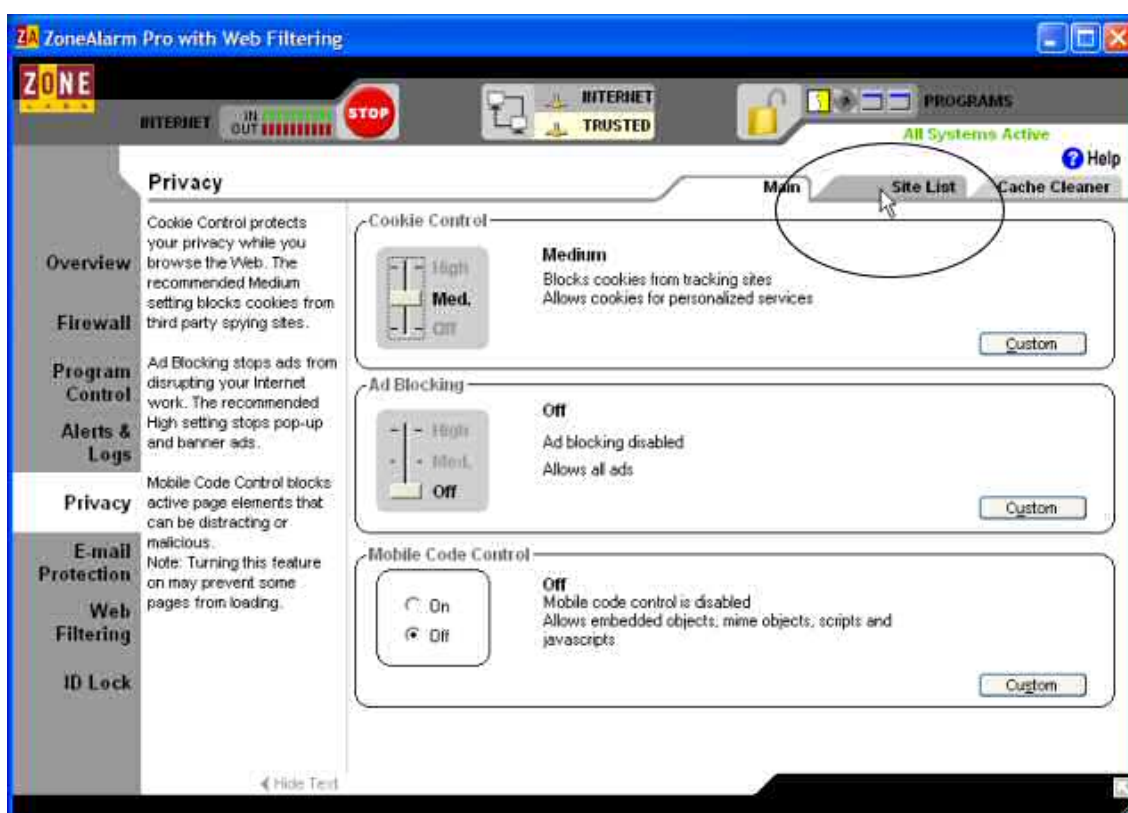 ZA ZoneAlarm Pro with Web Filtering
ZONE
LABS
INTERNET
IN
OUT
STOP
INTERNET
TRUSTED
PROGRAMS
All Systems Active
? Help
Privacy
Main
Site List
Cache Cleaner
Overview
Firewall
Program
Control
Alerts &
Logs
Privacy
E-mail
Protection
Web
Filtering
ID Lock
Cookie Control protects
your privacy while you
browse the Web. The
recommended Medium
setting blocks cookies from
third party spying sites.
Ad Blocking stops ads from
disrupting your Internet
work. The recommended
High setting stops pop-up
and banner ads.
Mobile Code Control blocks
active page elements that
can be distracting or
malicious.
Note: Turning this feature
on may prevent some
pages from loading.
Hide Text
Cookie Control
High
Med.
Off
Medium
Blocks cookies from tracking sites
Allows cookies for personalized services
Custom
Ad Blocking
High
Med.
Off
Off
Ad blocking disabled
Allows all ads
Custom
Mobile Code Control
On
Off
Off
Mobile code control is disabled
Allows embedded objects, mime objects, scripts and
javascripts
Custom